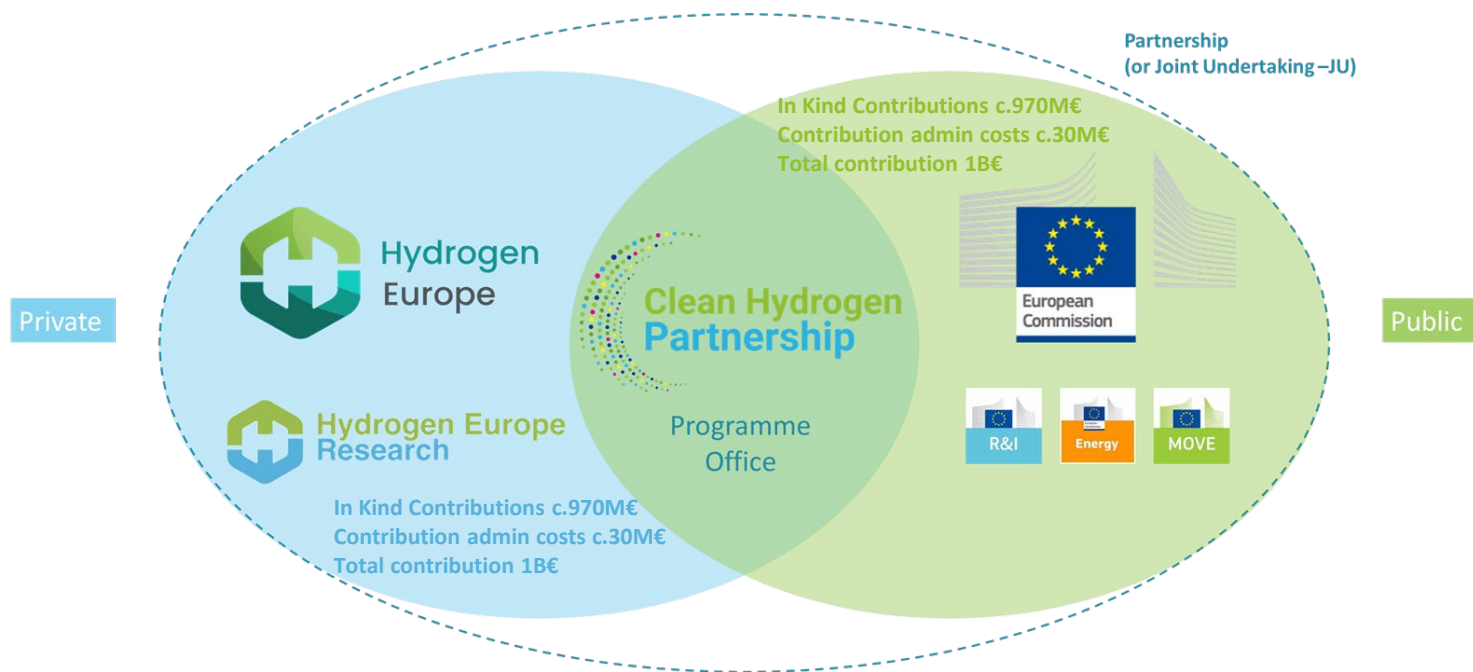 Partnership
(or Joint Undertaking –JU)
In Kind Contributions c.970M€
Contribution admin costs c.30M€
Total contribution 1B€
Hydrogen
Europe
Clean Hydrogen
Partnership
European
Commission
Private
Public
Hydrogen Europe
Research
Programme
Office
R&I
European
Commission
Energy
MOVE
In Kind Contributions c.970M€
Contribution admin costs c.30M€
Total contribution 1B€